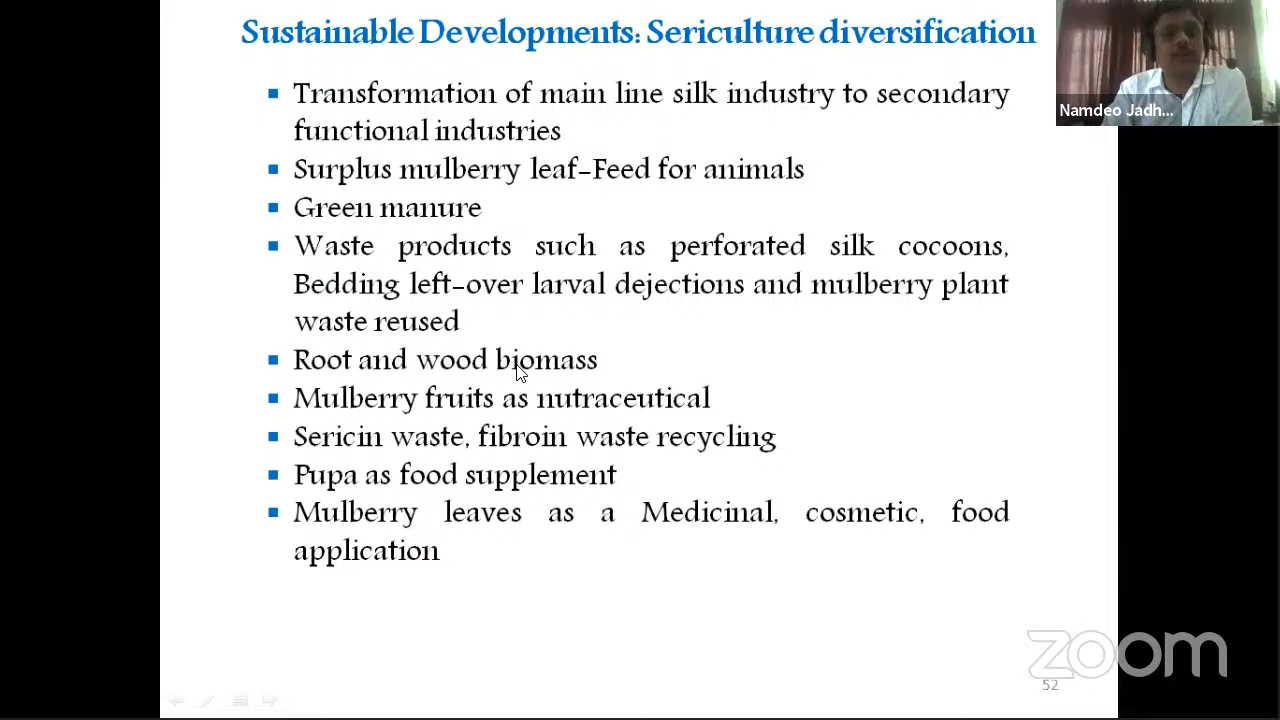 Sustainable Developments: Sericulture diversification
Namdeo Jadh...
▪ Transformation of main line silk industry to secondary
functional industries
▪ Surplus mulberry leaf-Feed for animals
▪ Green manure
▪ Waste products such as perforated silk cocoons,
Bedding left-over larval dejections and mulberry plant
waste reused
▪ Root and wood biomass
▪ Mulberry fruits as nutraceutical
▪ Sericin waste, fibroin waste recycling
▪ Pupa as food supplement
▪ Mulberry leaves as a Medicinal, cosmetic, food
application
zoom
52